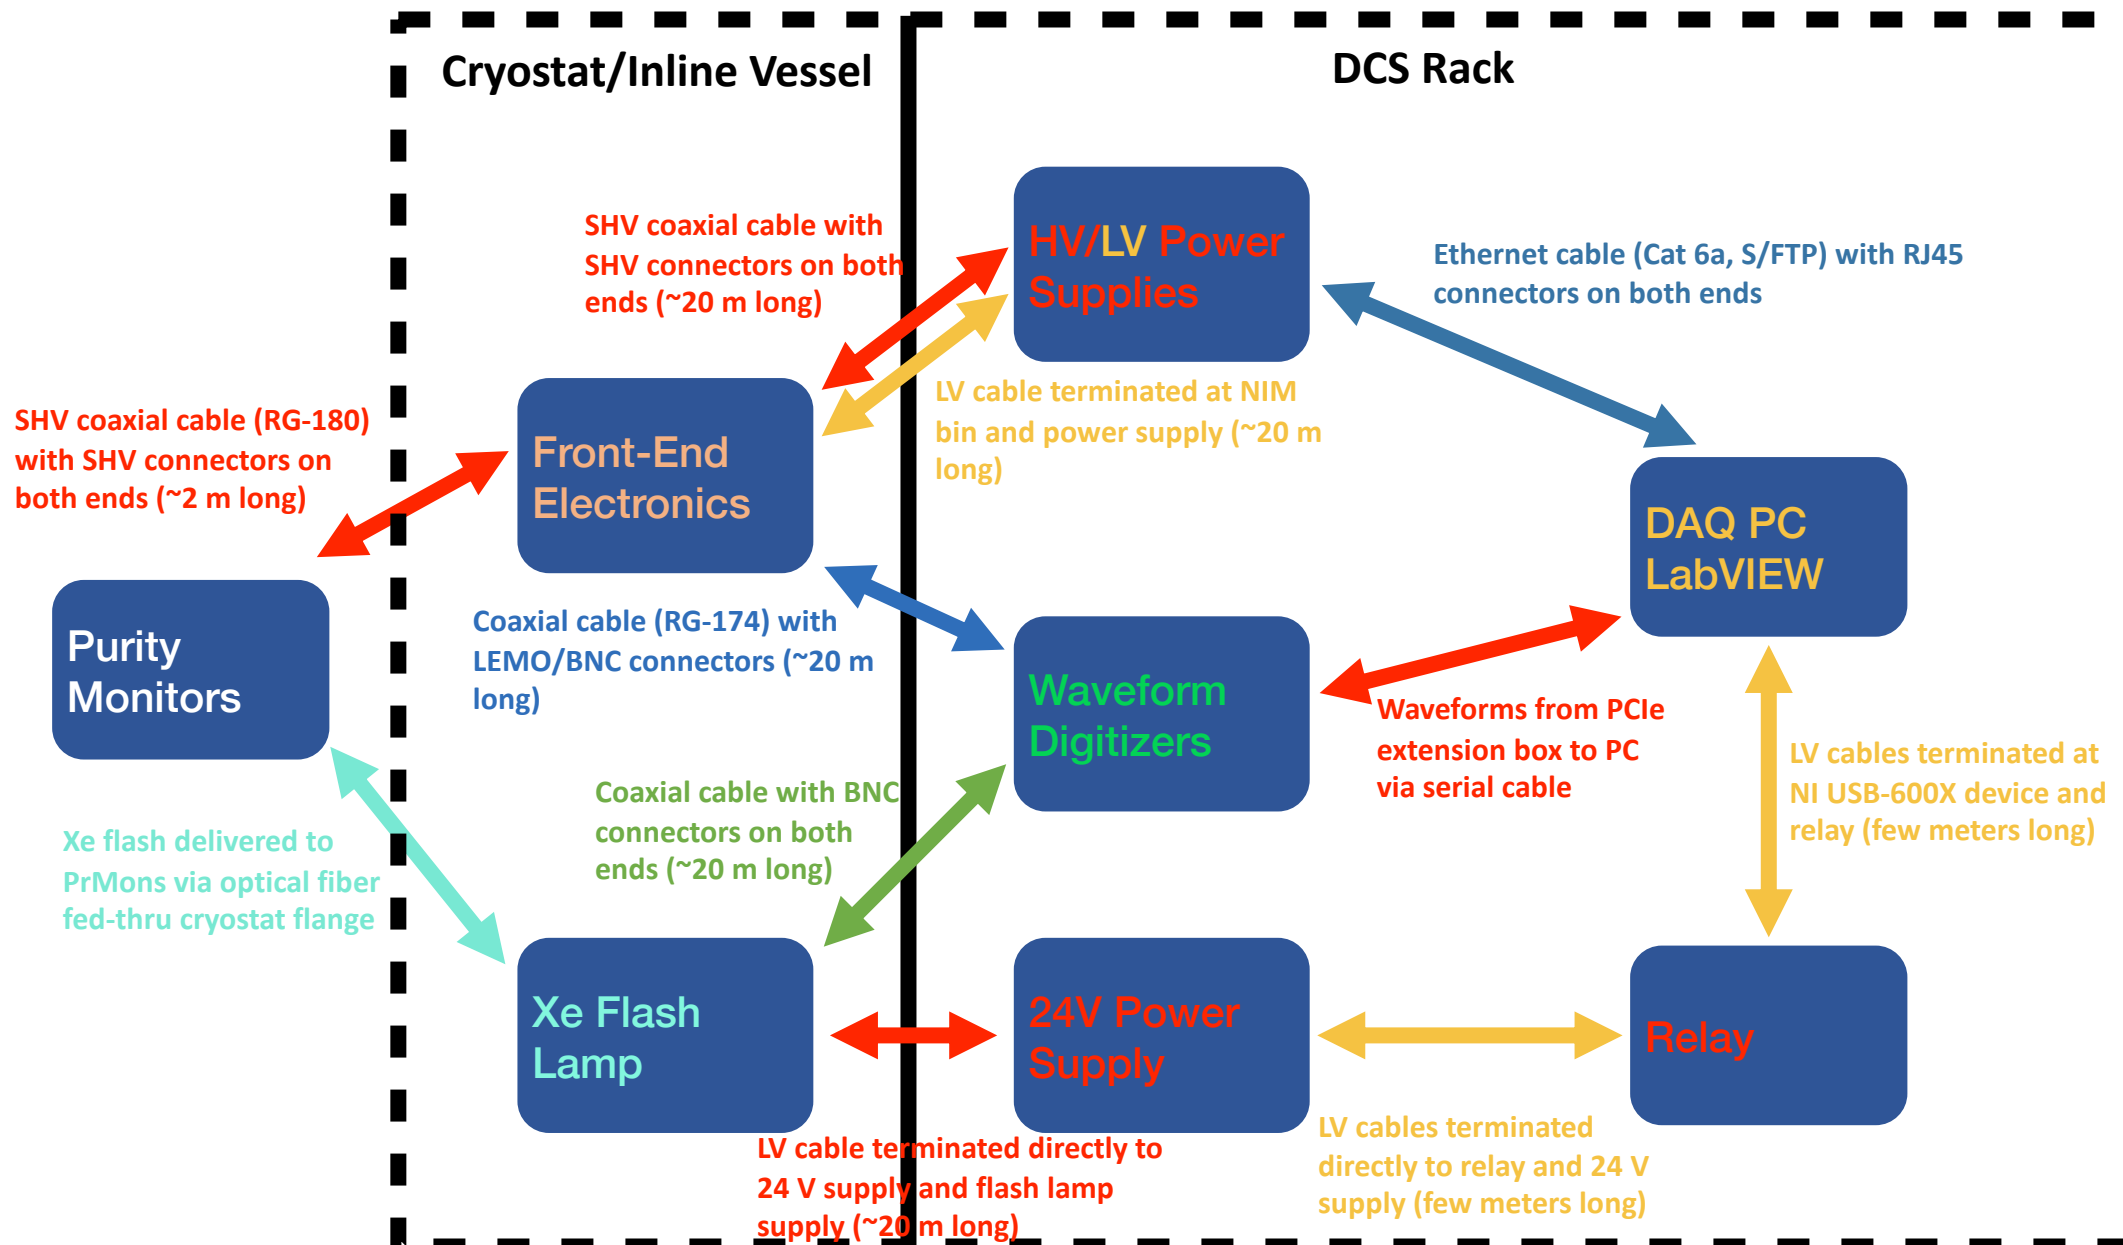 Cryostat/Inline Vessel
DCS Rack
SHV coaxial cable with
SHV connectors on both
ends (~20 m long)
HV/LV Power
Supplies
Ethernet cable (Cat 6a, S/FTP) with RJ45
connectors on both ends
LV cable terminated at NIM
bin and power supply (~20 m
long)
SHV coaxial cable (RG-180)
with SHV connectors on
both ends (~2 m long)
Front-End
Electronics
DAQ PC
LabVIEW
Purity
Monitors
Coaxial cable (RG-174) with
LEMO/BNC connectors (~20 m
long)
Waveform
Digitizers
Waveforms from PCIe
extension box to PC
via serial cable
LV cables terminated at
NI USB-600X device and
relay (few meters long)
Coaxial cable with BNC
connectors on both
ends (~20 m long)
Xe flash delivered to
PrMons via optical fiber
fed-thru cryostat flange
Xe Flash
Lamp
24V Power
Supply
Relay
LV cable terminated directly to
24 V supply and flash lamp
supply (~20 m long)
LV cables terminated
directly to relay and 24 V
supply (few meters long)